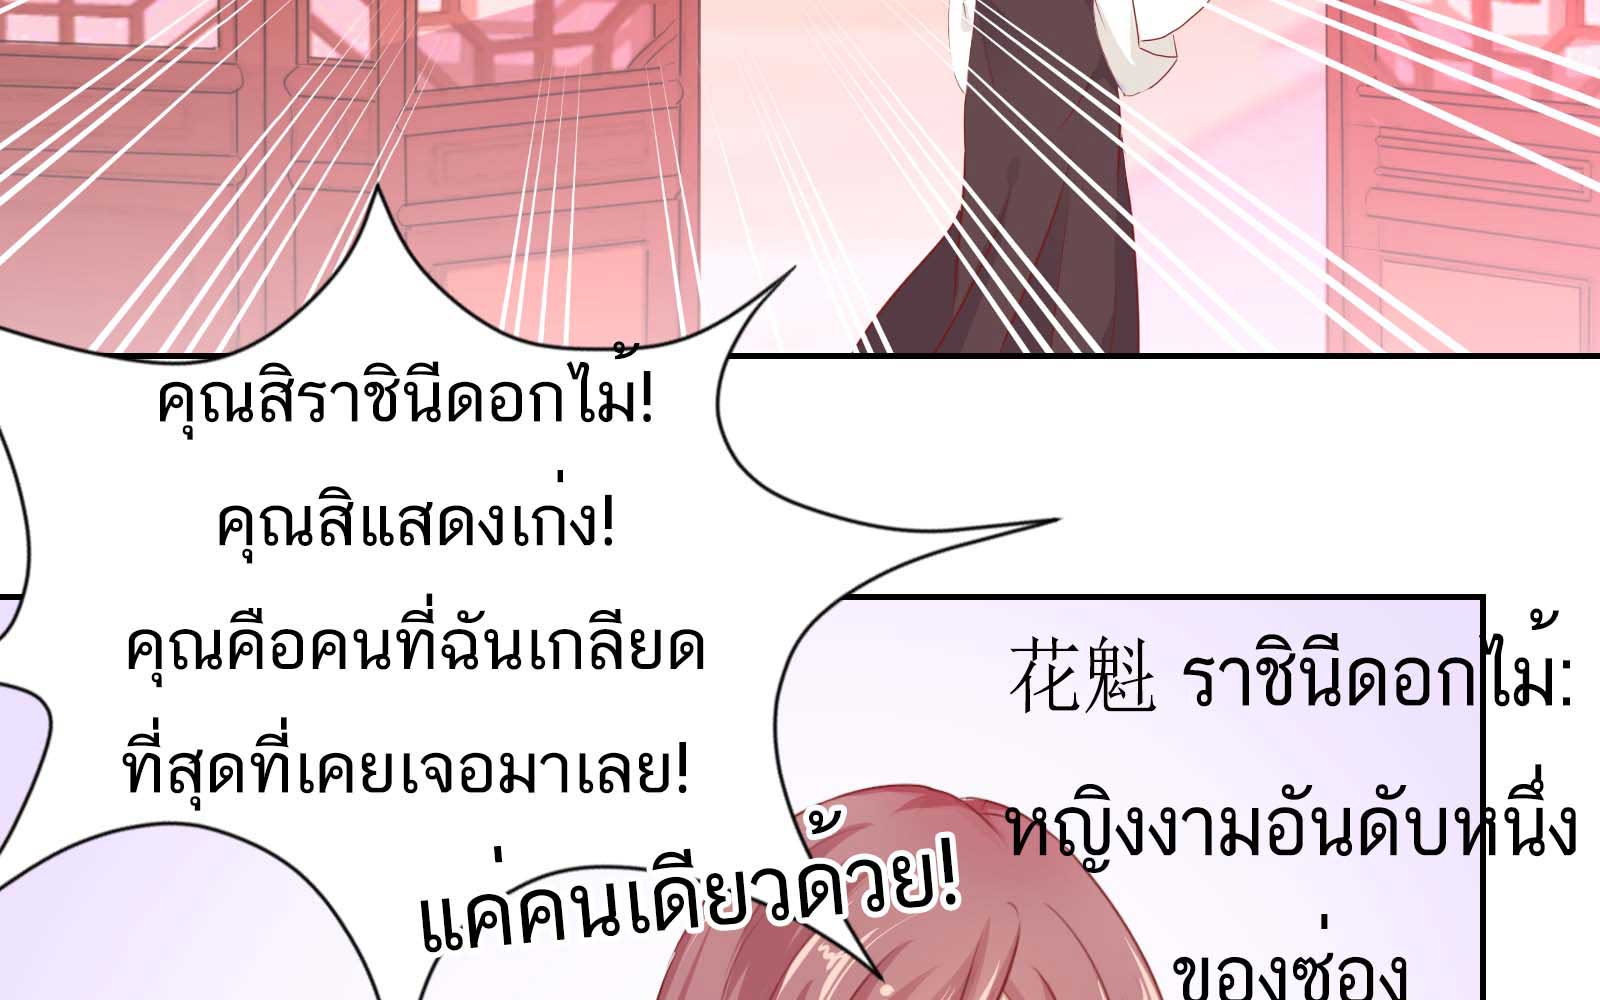 คุณสิราชินีดอกไม้!
คุณสิแสดงเก่ง!
คุณคือคนที่ฉันเกลียด
ที่สุดที่เคยเจอมาเลย!
แค่คนเดียวด้วย!
花魁 ราชินีดอกไม้:
หญิงงามอันดับหนึ่ง
ของซ่อง